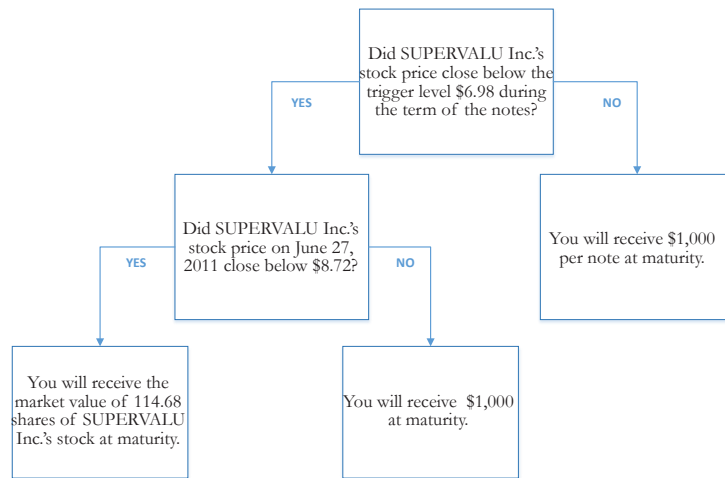 Did SUPERVALU Inc.'s
stock price close below the
trigger level $6.98 during
the term of the notes?
YES
NO
Did SUPERVALU Inc.'s
stock price on June 27,
2011 close below $8.72?
You will receive $1,000
per note at maturity.
YES
NO
You will receive the
market value of 114.68
shares of SUPERVALU
Inc.'s stock at maturity.
You will receive $1,000
at maturity.